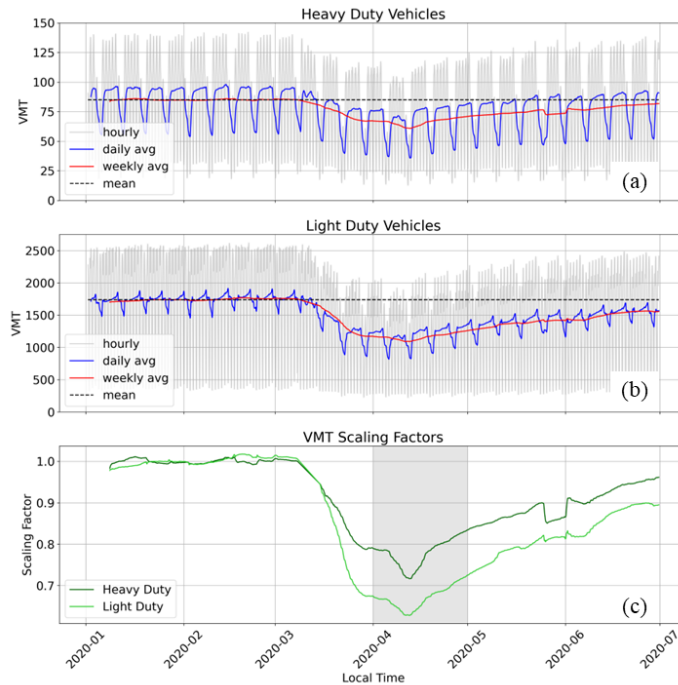 Heavy Duty Vehicles
150
125
100
75
50
25
0
VMT
hourly
daily avg
weekly avg
mean
(a)
Light Duty Vehicles
2500
2000
1500
1000
500
0
VMT
hourly
daily avg
weekly avg
mean
(b)
VMT Scaling Factors
1.0
0.9
0.8
0.7
Scaling Factor
Heavy Duty
Light Duty
(c)
2020-01
2020-02
2020-03
2020-04
2020-05
2020-06
2020-07
Local Time